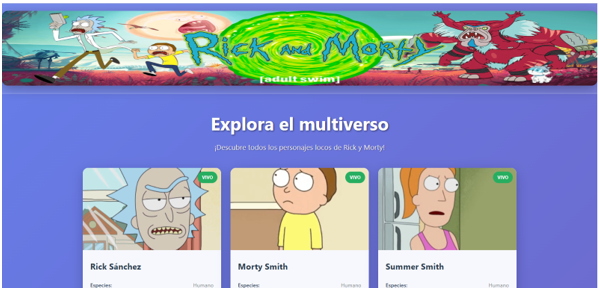 Rick and Morty
[adult swim]
Explora el multiverso
¡Descubre todos los personajes locos de Rick y Morty!
VIVO
VIVO
VIVO
Rick Sánchez
Morty Smith
Summer Smith
Especies: Humano
Especies: Humano
Especies: Humano